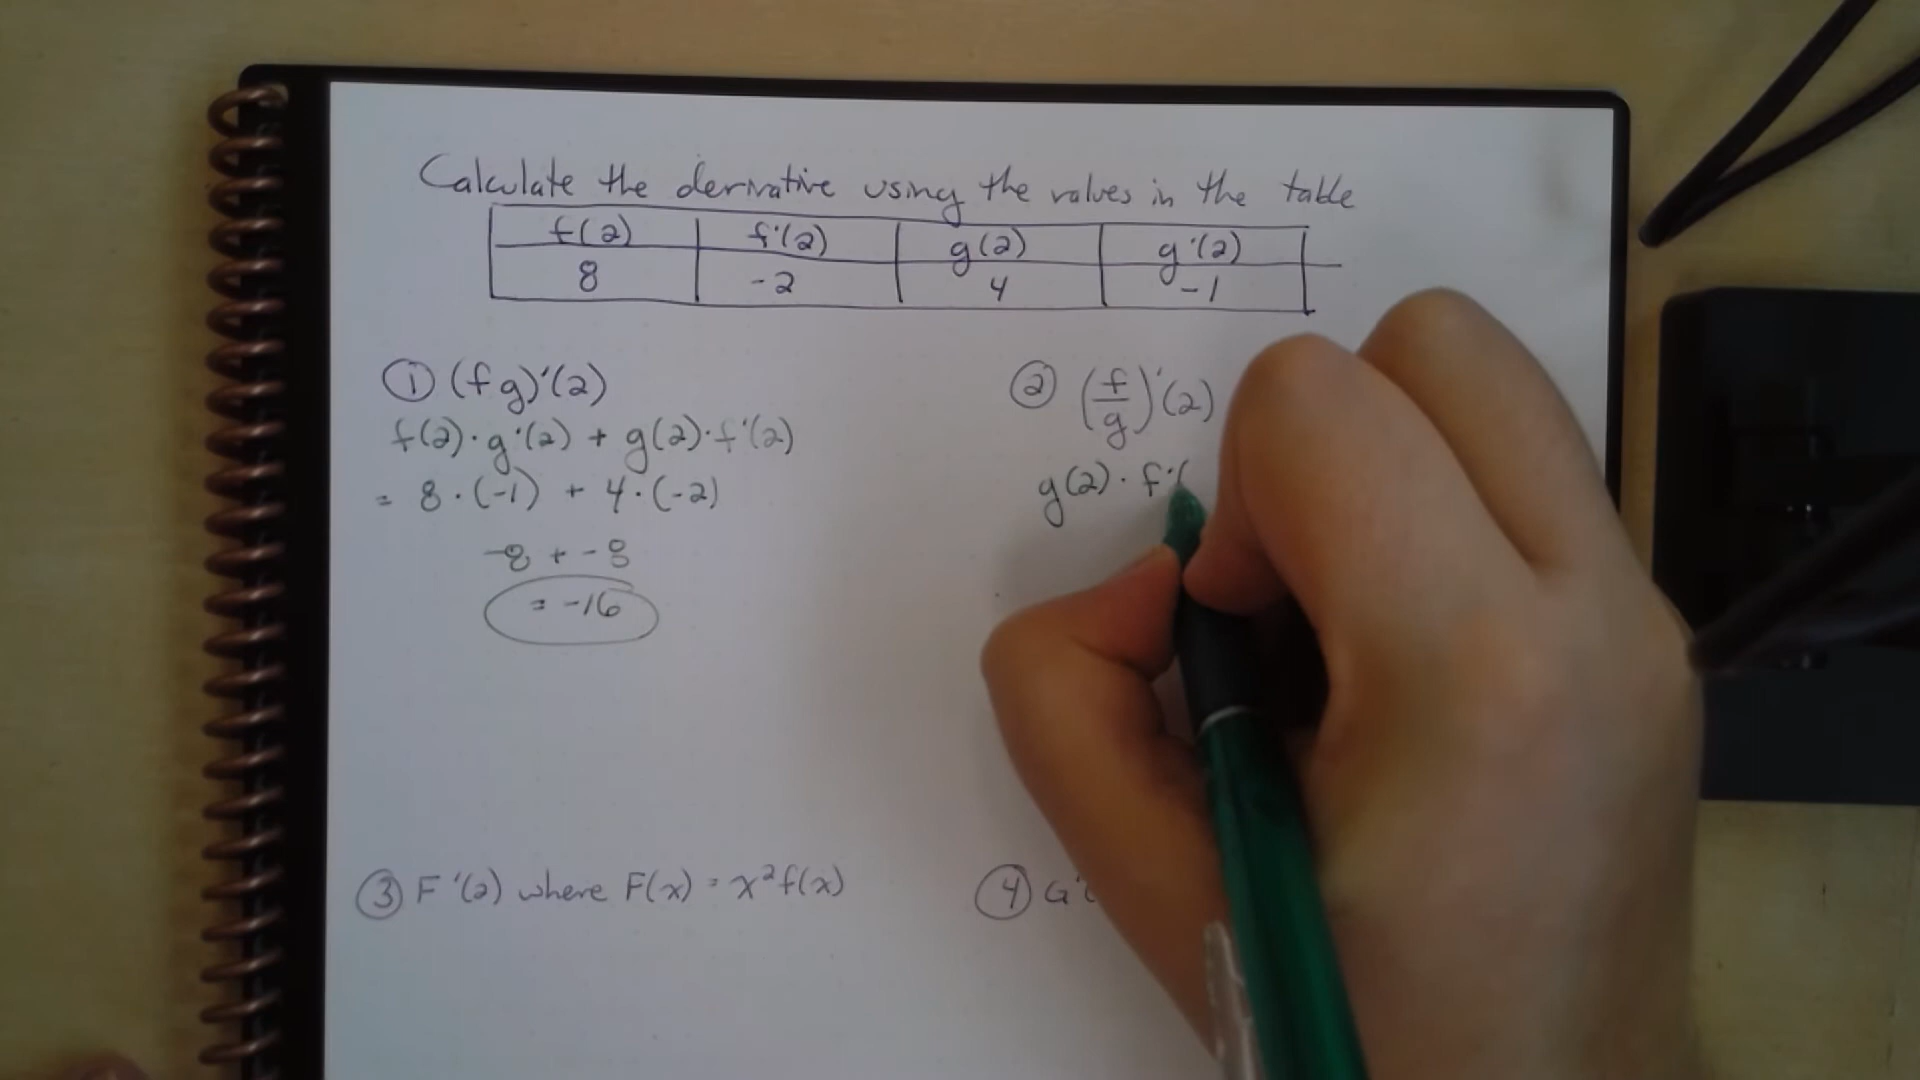 Calculate the derivative using the values in the table
f(2) f'(2) g(2) g'(2)
8 -2 4 -1
① (fg)'(2)
f(2)·g'(2) + g(2)·f'(2)
= 8·(-1) + 4·(-2)
-8 + -8
= -16
② (f/g)'(2)
g(2)·f'(
③ F'(2) where F(x) = x²f(x)
④ G'(